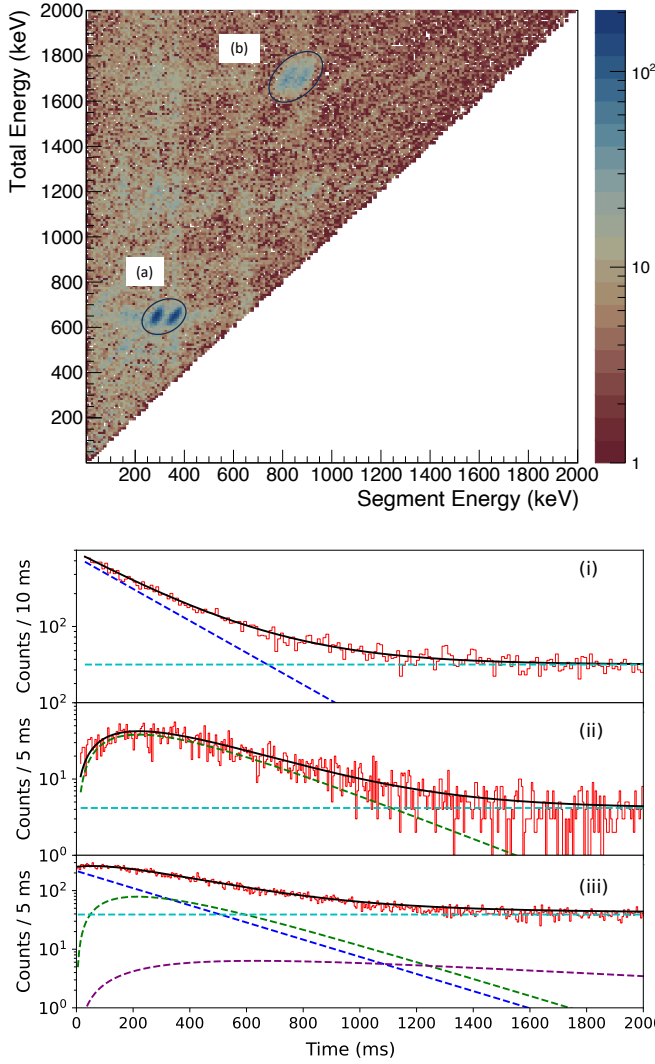 2000
1800
1600
1400
1200
1000
800
600
400
200
Total Energy (keV)
(b)
(a)
10²
10
1
200 400 600 800 1000 1200 1400 1600 1800 2000
Segment Energy (keV)
Counts / 10 ms
10²
10²
(i)
Counts / 5 ms
10¹
10⁰
(ii)
Counts / 5 ms
10²
10¹
10⁰
(iii)
0 200 400 600 800 1000 1200 1400 1600 1800 2000
Time (ms)